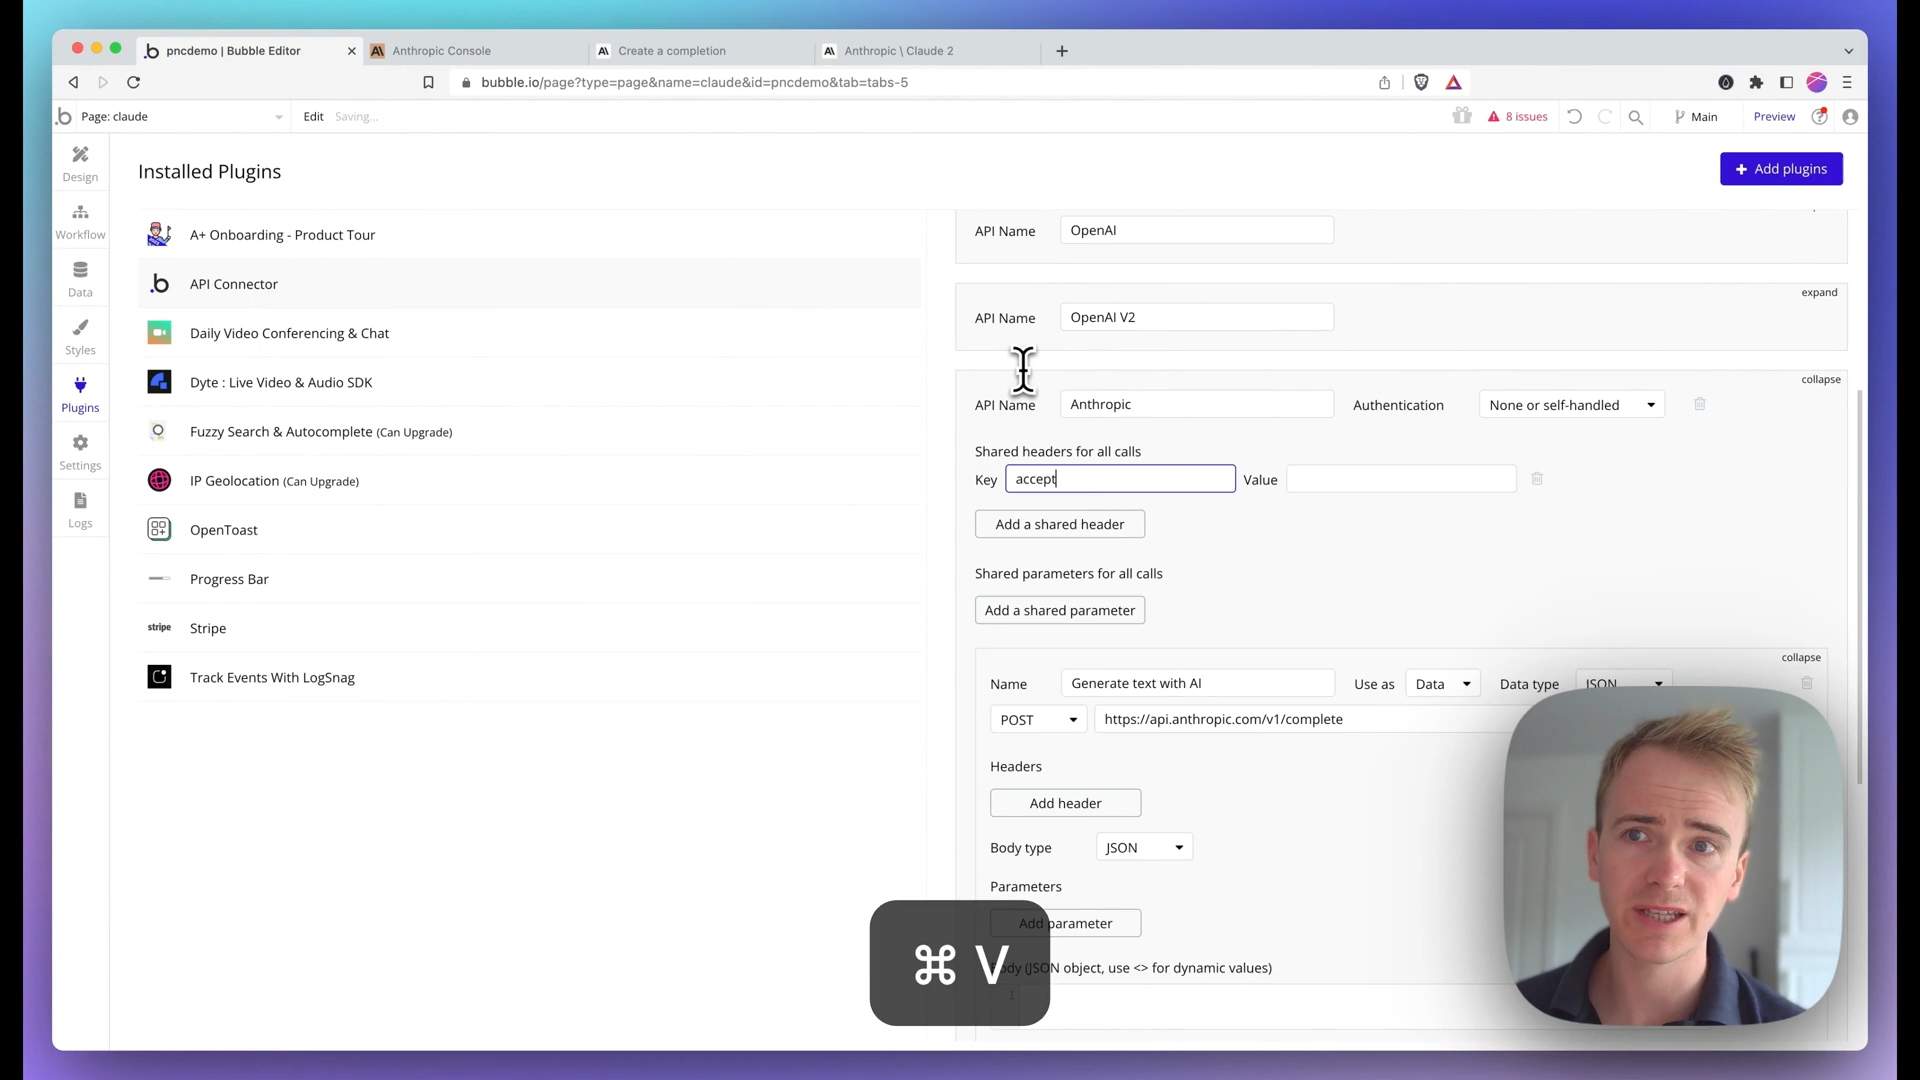 pncdemo | Bubble Editor
Anthropic Console
Create a completion
Anthropic \ Claude 2
bubble.io/page?type=page&name=claude&id=pncdemo&tab=tabs-5
Page: claude
Edit
Saving...
8 issues
Main
Preview
Design
Workflow
Data
Styles
Plugins
Settings
Logs
Installed Plugins
+ Add plugins
A+ Onboarding - Product Tour
API Connector
Daily Video Conferencing & Chat
Dyte : Live Video & Audio SDK
Fuzzy Search & Autocomplete (Can Upgrade)
IP Geolocation (Can Upgrade)
OpenToast
Progress Bar
stripe Stripe
Track Events With LogSnag
API Name OpenAI
expand
API Name OpenAI V2
collapse
API Name Anthropic Authentication None or self-handled
Shared headers for all calls
Key accept Value
Add a shared header
Shared parameters for all calls
Add a shared parameter
collapse
Name Generate text with AI Use as Data Data type JSON
POST https://api.anthropic.com/v1/complete
Headers
Add header
Body type JSON
Parameters
Add parameter
Body (JSON object, use <> for dynamic values)
1
⌘ V